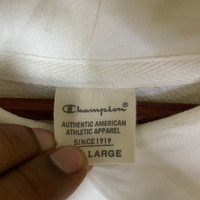 Champion
AUTHENTIC AMERICAN
ATHLETIC APPAREL
SINCE 1919
LARGE